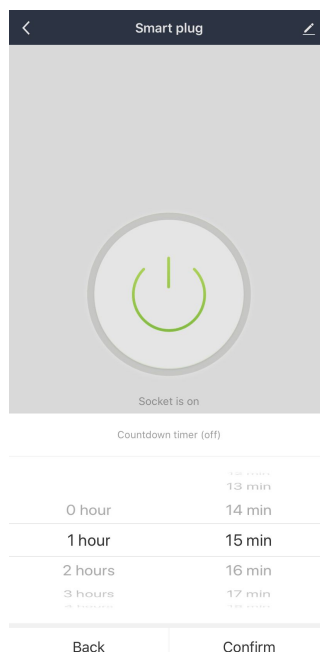 Smart plug
Socket is on
Countdown timer (off)
13 min
0 hour 14 min
1 hour 15 min
2 hours 16 min
3 hours 17 min
Back Confirm